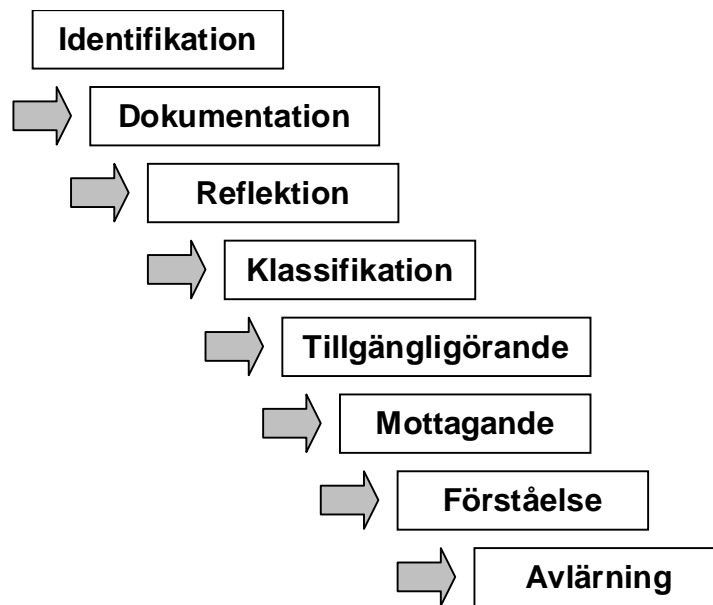 Identifikation
Dokumentation
Reflektion
Klassifikation
Tillgängligörande
Mottagande
Förståelse
Avlärning